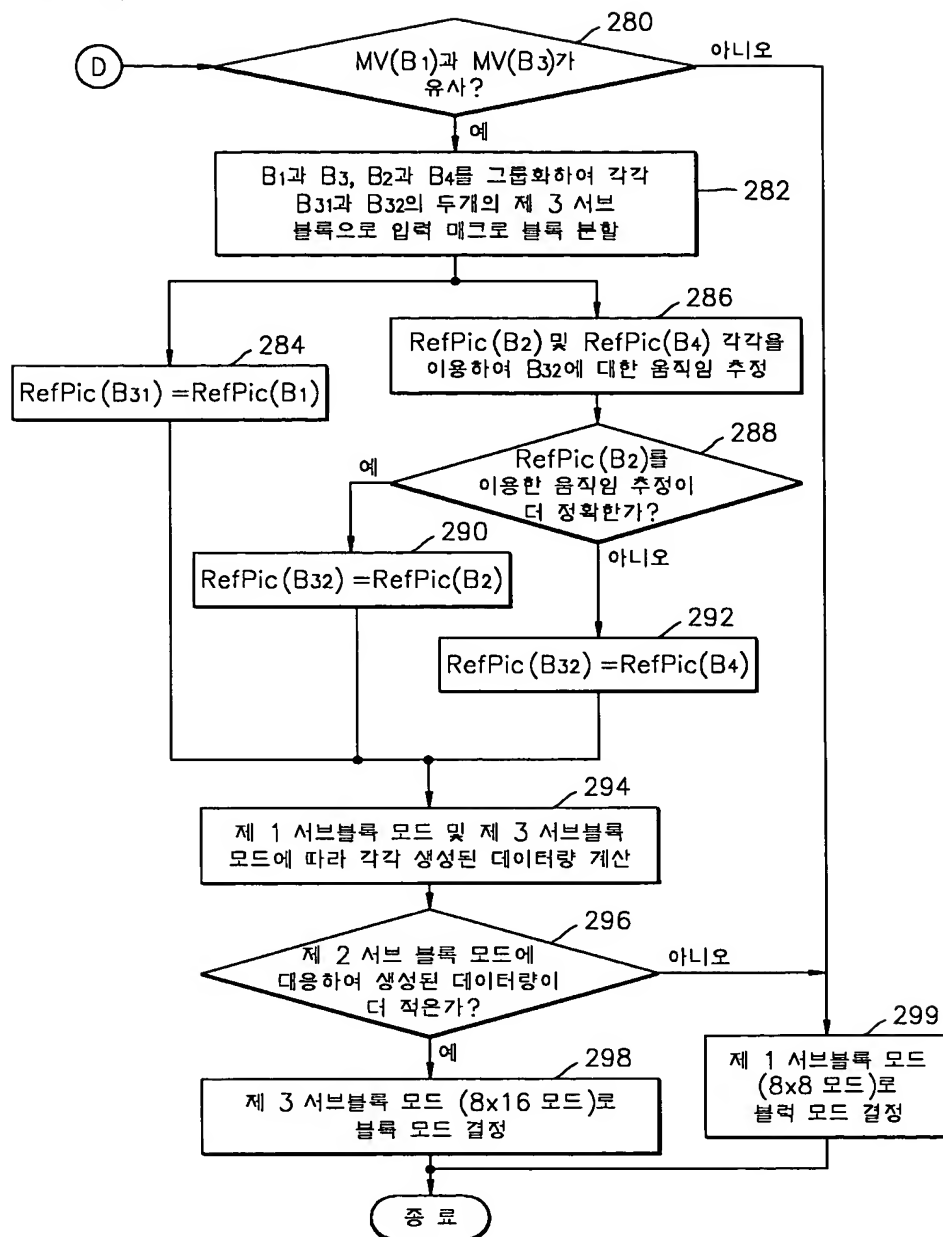 280
D
MV(B1)과 MV(B3)가
유사?
아니오
예
B1과 B3, B2과 B4를 그룹화하여 각각
B31과 B32의 두개의 제 3 서브
블록으로 입력 매크로 블록 분할
282
286
RefPic(B2) 및 RefPic(B4) 각각을
이용하여 B32에 대한 움직임 추정
284
RefPic(B31)=RefPic(B1)
288
RefPic(B2)를
이용한 움직임 추정이
더 정확한가?
예
아니오
290
RefPic(B32)=RefPic(B2)
292
RefPic(B32)=RefPic(B4)
294
제 1 서브블록 모드 및 제 3 서브블록
모드에 따라 각각 생성된 데이터량 계산
296
제 2 서브 블록 모드에
대응하여 생성된 데이터량이
더 적은가?
아니오
예
298
제 3 서브블록 모드 (8x16 모드)로
블록 모드 결정
299
제 1 서브블록 모드
(8x8 모드)로
블럭 모드 결정
종 료